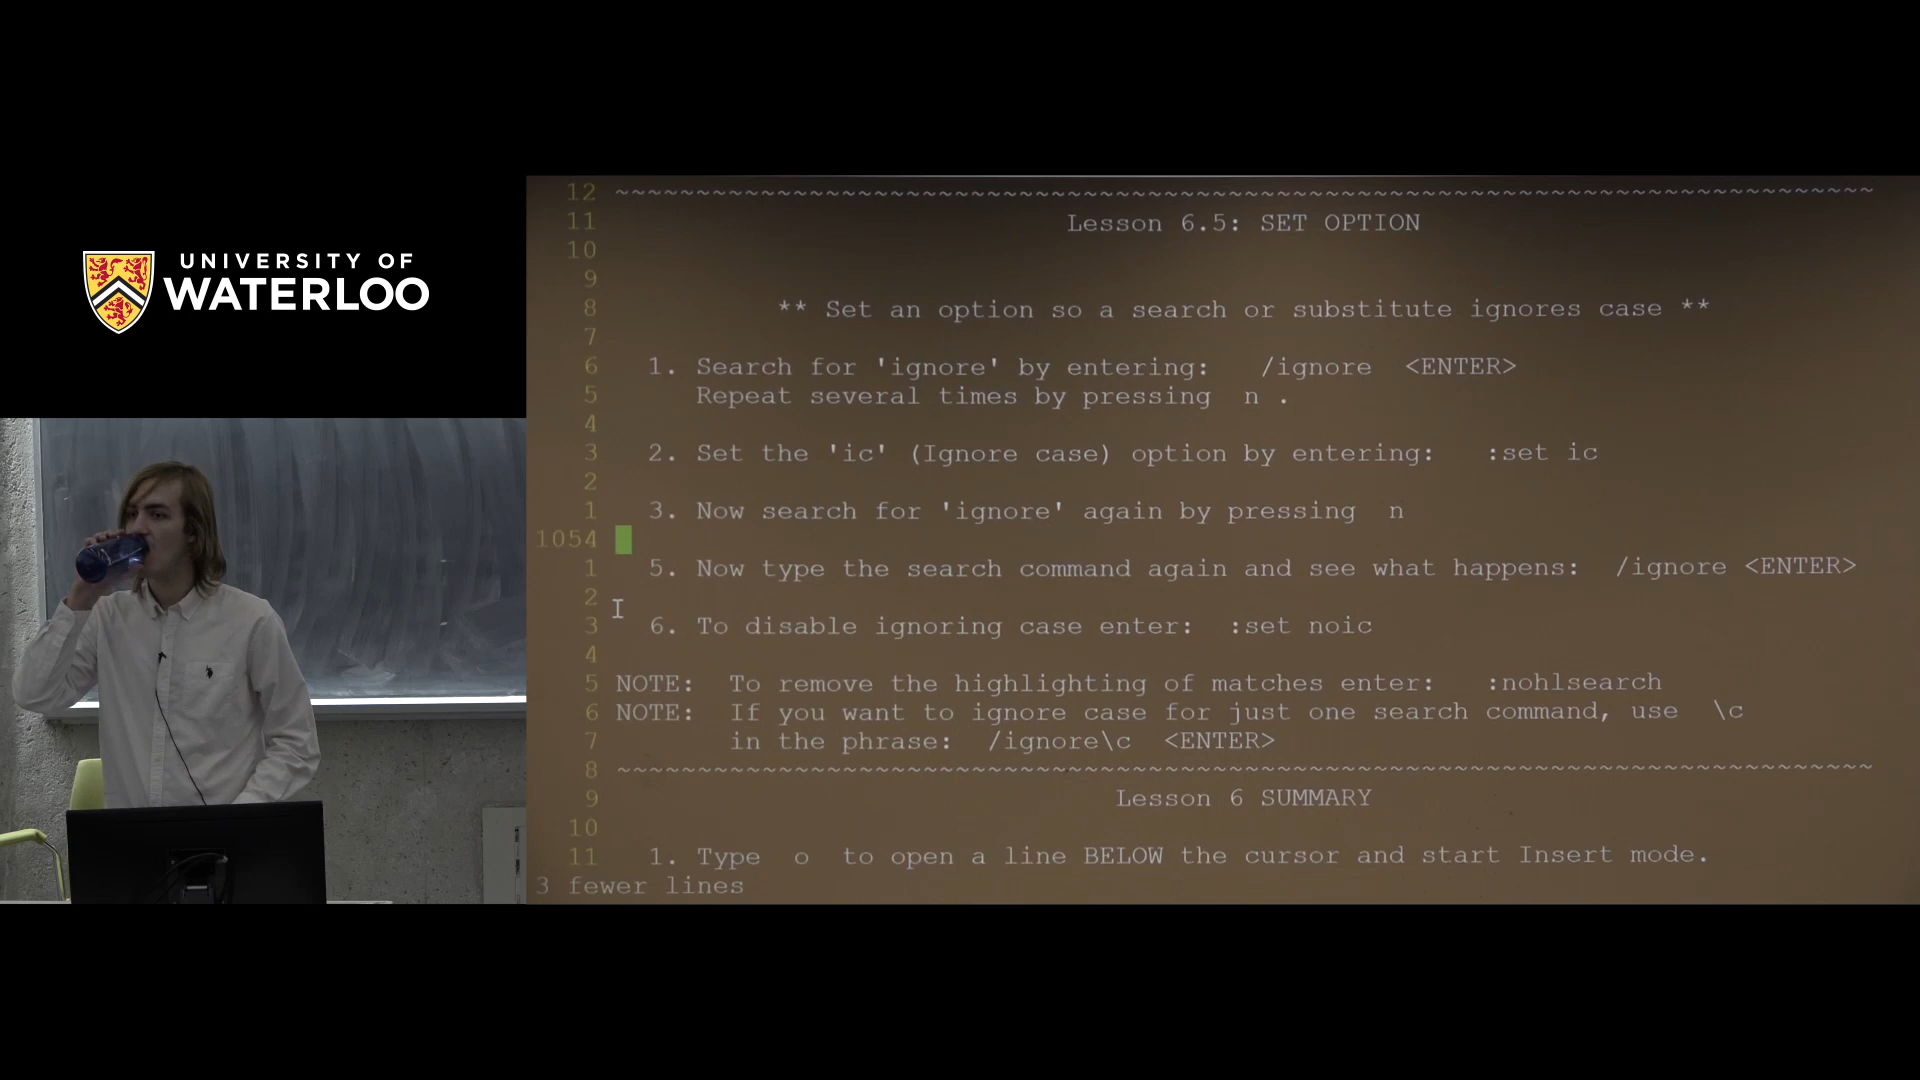 UNIVERSITY OF
WATERLOO
12 ~~~~~~~~~~~~~~~~~~~~~~~~~~~~~~~~~~~~~~~~~~~~~~~~~~~~~~~~~~~~~~~~~~~~~~~~~~~~~~
11 Lesson 6.5: SET OPTION
10
9
8 ** Set an option so a search or substitute ignores case **
7
6 1. Search for 'ignore' by entering: /ignore <ENTER>
5 Repeat several times by pressing n .
4
3 2. Set the 'ic' (Ignore case) option by entering: :set ic
2
1 3. Now search for 'ignore' again by pressing n
1054
1 5. Now type the search command again and see what happens: /ignore <ENTER>
2
3 6. To disable ignoring case enter: :set noic
4
5 NOTE: To remove the highlighting of matches enter: :nohlsearch
6 NOTE: If you want to ignore case for just one search command, use \c
7 in the phrase: /ignore\c <ENTER>
8 ~~~~~~~~~~~~~~~~~~~~~~~~~~~~~~~~~~~~~~~~~~~~~~~~~~~~~~~~~~~~~~~~~~~~~~~~~~~~~~
9 Lesson 6 SUMMARY
10
11 1. Type o to open a line BELOW the cursor and start Insert mode.
3 fewer lines